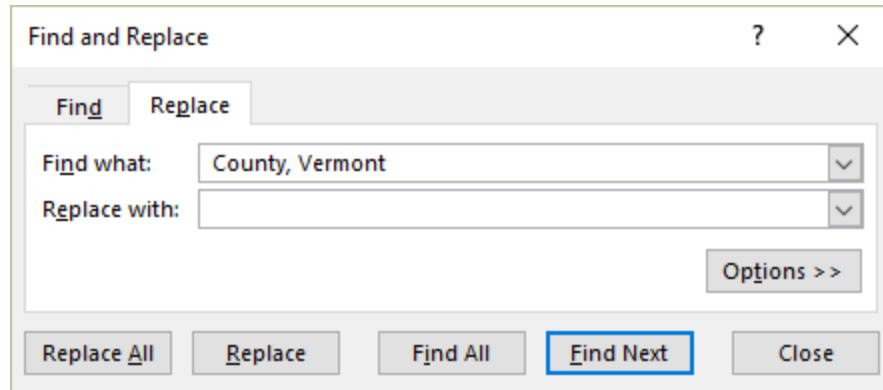 Find and Replace ? ×
Find Replace
Find what: County, Vermont
Replace with:
Options >>
Replace All Replace Find All Find Next Close